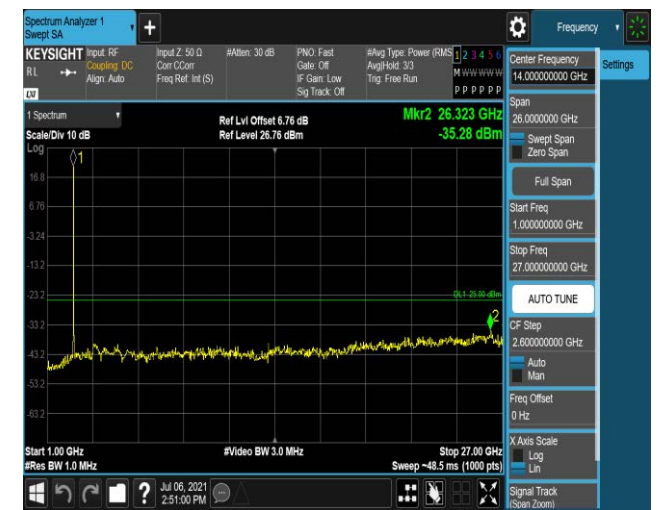 Spectrum Analyzer 1
Swept SA
+
Frequency
KEYSIGHT
RL
LXI
Input: RF
Coupling: DC
Align: Auto
Input Z: 50 Ω
Corr CCorr
Freq Ref: Int (S)
#Atten: 30 dB
PNO: Fast
Gate: Off
IF Gain: Low
Sig Track: Off
#Avg Type: Power (RMS
Avg|Hold: 3/3
Trig: Free Run
1 2 3 4 5 6
M W W W W W
P P P P P P
1 Spectrum
Scale/Div 10 dB
Log
Ref Lvl Offset 6.76 dB
Ref Level 26.76 dBm
Mkr2 26.323 GHz
-35.28 dBm
1
16.8
6.76
-3.24
-13.2
-23.2
DL1 -25.00 dBm
2
-33.2
-43.2
-53.2
-63.2
Start 1.00 GHz
#Res BW 1.0 MHz
#Video BW 3.0 MHz
Stop 27.00 GHz
Sweep ~48.5 ms (1000 pts)
Jul 06, 2021
2:51:00 PM
?
Settings
Center Frequency
14.000000000 GHz
Span
26.0000000 GHz
Swept Span
Zero Span
Full Span
Start Freq
1.000000000 GHz
Stop Freq
27.000000000 GHz
AUTO TUNE
CF Step
2.600000000 GHz
Auto
Man
Freq Offset
0 Hz
X Axis Scale
Log
Lin
Signal Track
(Span Zoom)